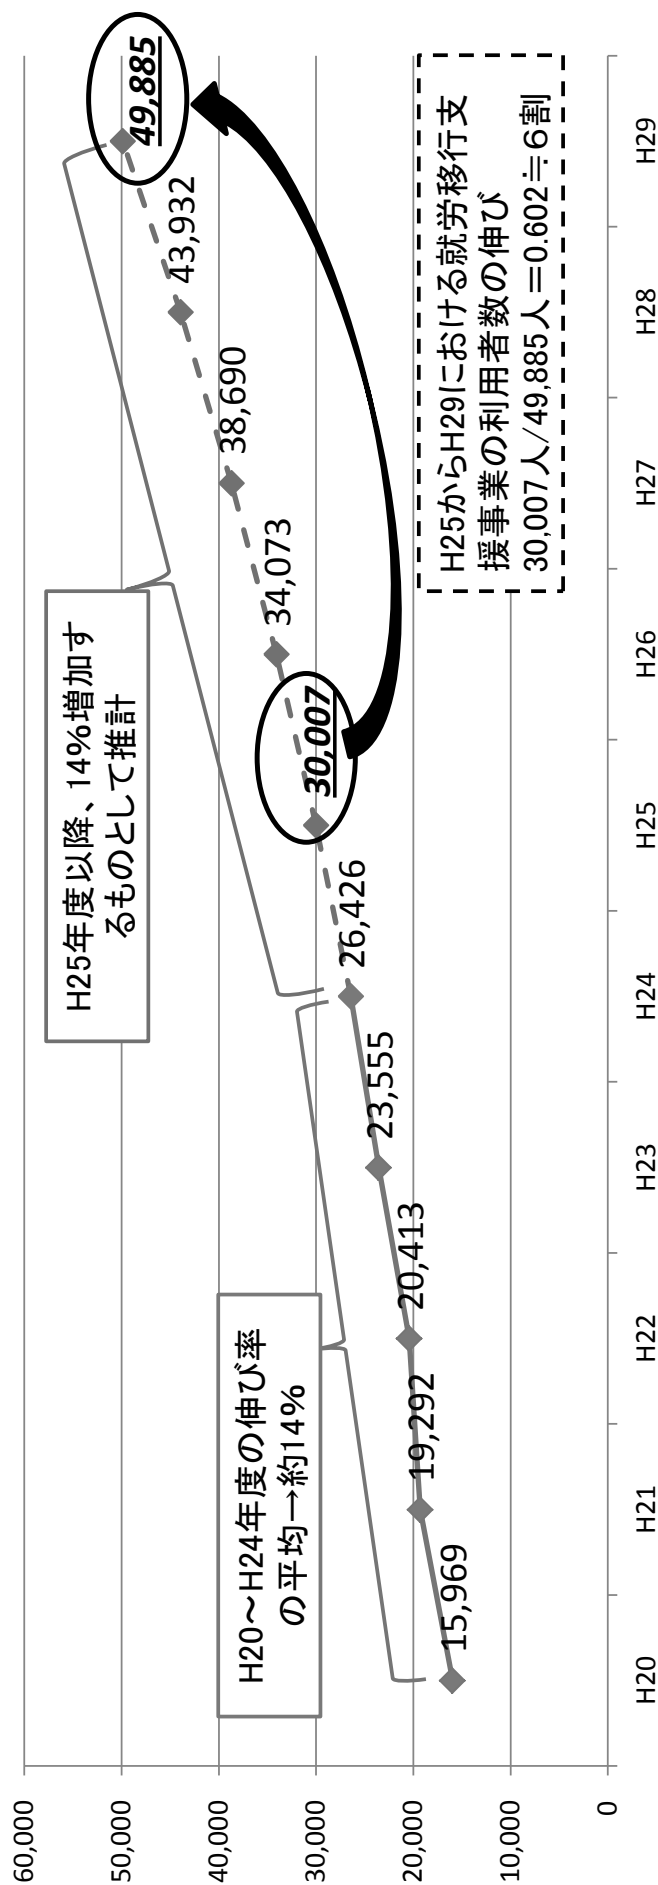 60,000
50,000
40,000
30,000
20,000
10,000
0
H20～H24年度の伸び率
の平均→約14％
H25年度以降、14％増加す
るものとして推計
15,969
19,292
20,413
23,555
26,426
30,007
34,073
38,690
43,932
49,885
H25からH29における就労移行支
援事業の利用者数の伸び
30,007人/49,885人＝0.602≒６割
H20
H21
H22
H23
H24
H25
H26
H27
H28
H29